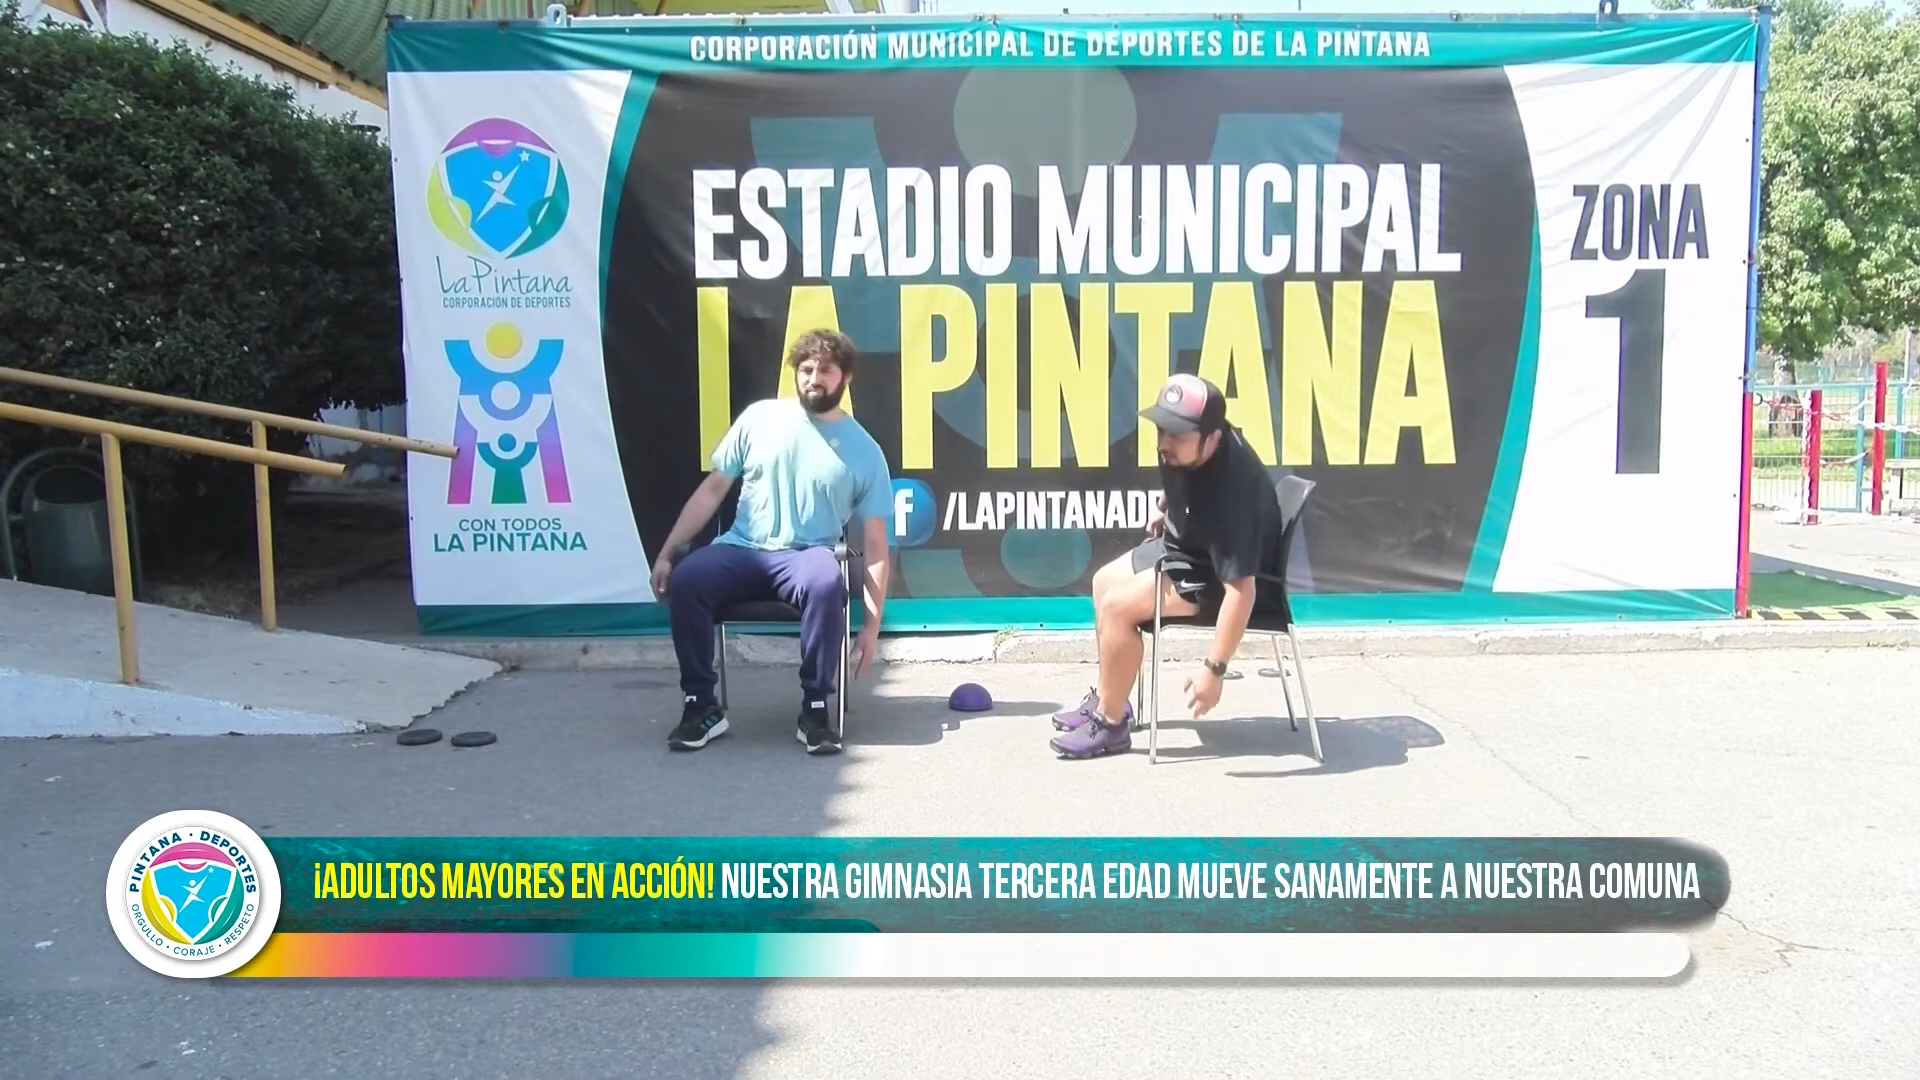 CORPORACIÓN MUNICIPAL DE DEPORTES DE LA PINTANA
La Pintana
CORPORACIÓN DE DEPORTES
CON TODOS
LA PINTANA
ESTADIO MUNICIPAL
LA PINTANA
f /LAPINTANADE
ZONA
1
PINTANA · DEPORTES
ORGULLO · CORAJE · RESPETO
¡ADULTOS MAYORES EN ACCIÓN! NUESTRA GIMNASIA TERCERA EDAD MUEVE SANAMENTE A NUESTRA COMUNA